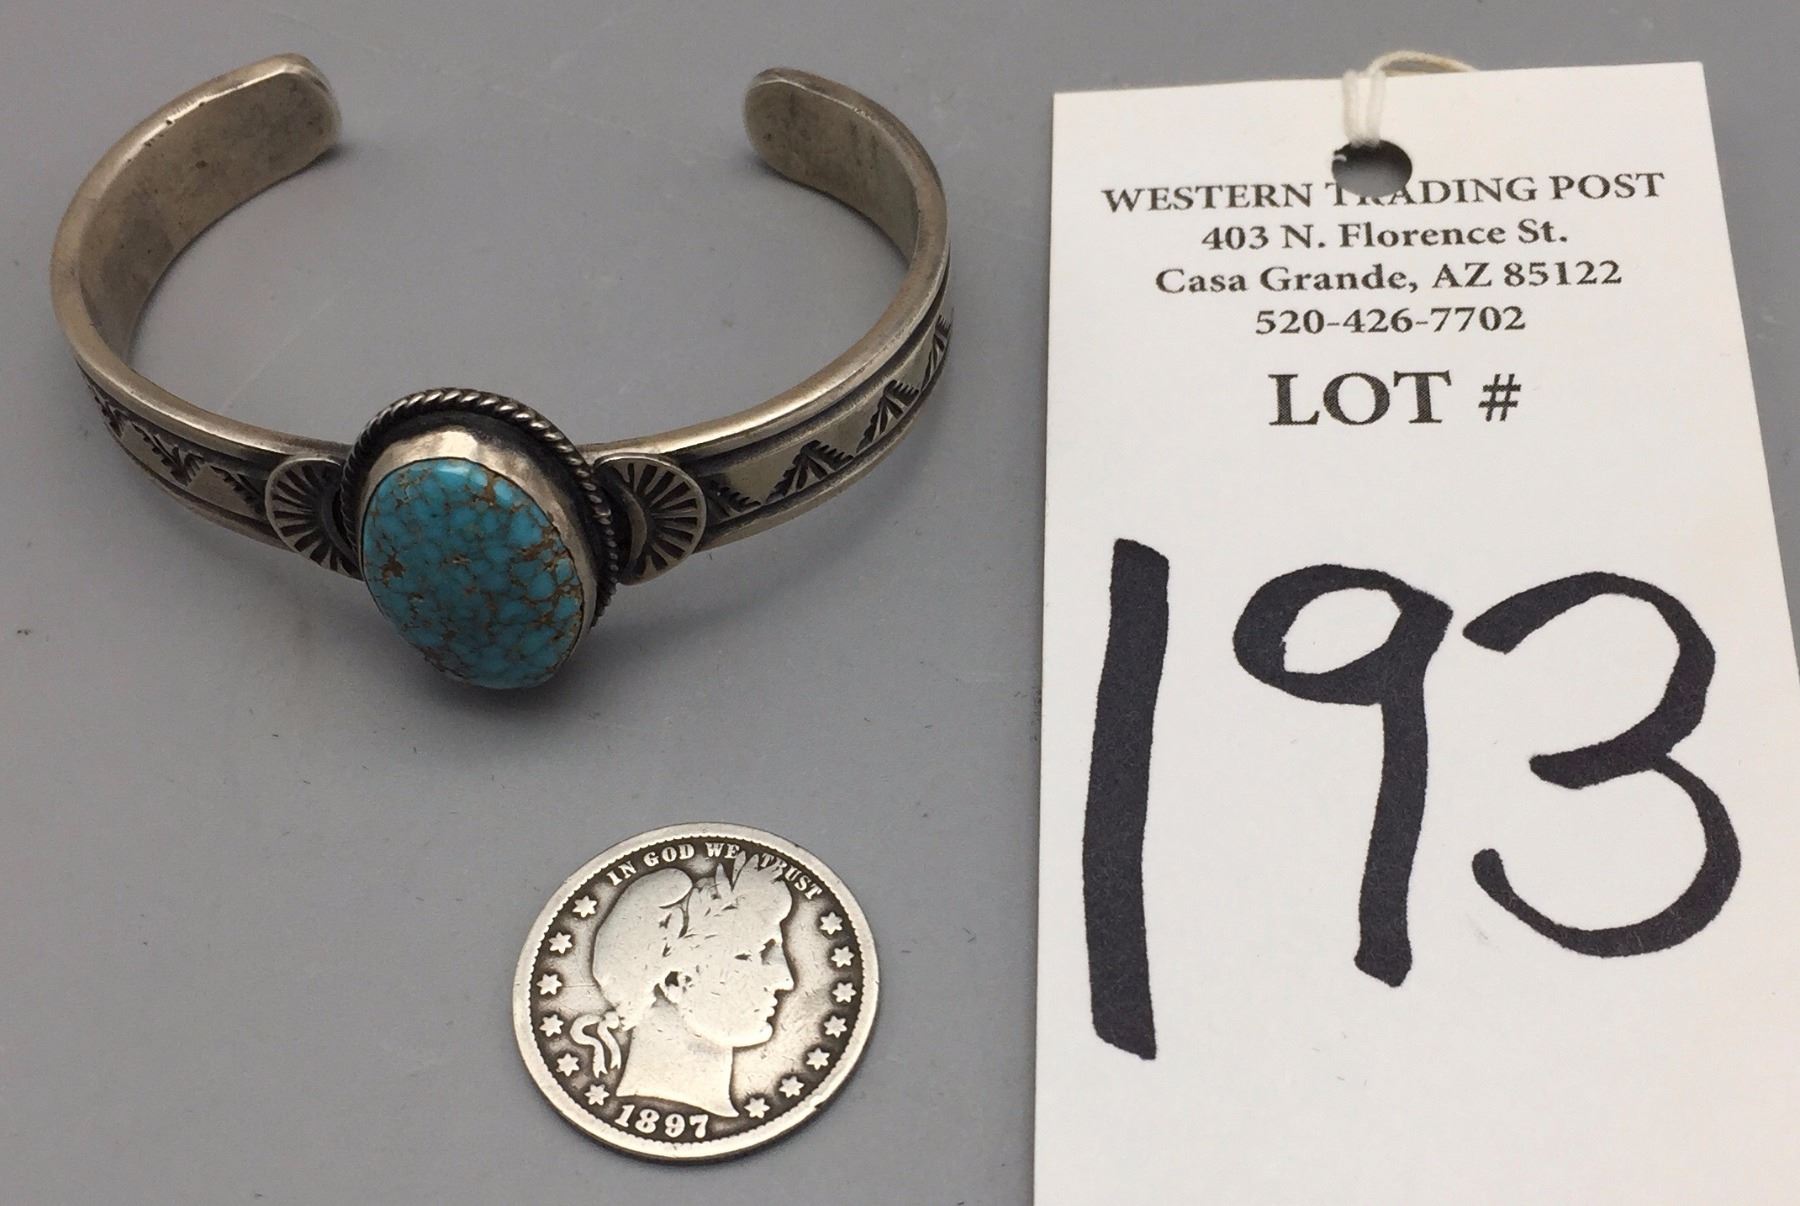 WESTERN TRADING POST
403 N. Florence St.
Casa Grande, AZ 85122
520-426-7702
LOT #
193
IN GOD WE TRUST
1897